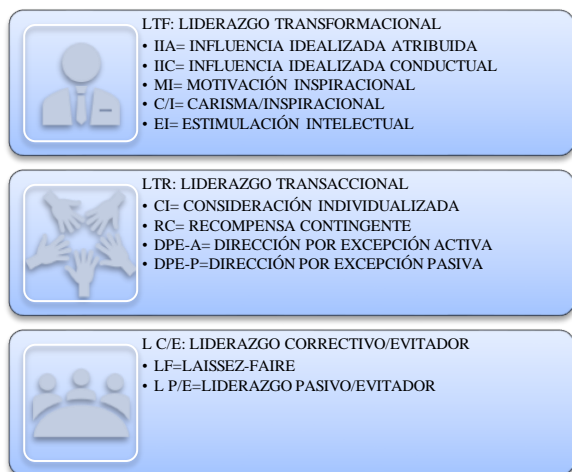 LTF: LIDERAZGO TRANSFORMACIONAL
• IIA= INFLUENCIA IDEALIZADA ATRIBUIDA
• IIC= INFLUENCIA IDEALIZADA CONDUCTUAL
• MI= MOTIVACIÓN INSPIRACIONAL
• C/I= CARISMA/INSPIRACIONAL
• EI= ESTIMULACIÓN INTELECTUAL
LTR: LIDERAZGO TRANSACCIONAL
• CI= CONSIDERACIÓN INDIVIDUALIZADA
• RC= RECOMPENSA CONTINGENTE
• DPE-A= DIRECCIÓN POR EXCEPCIÓN ACTIVA
• DPE-P=DIRECCIÓN POR EXCEPCIÓN PASIVA
L C/E: LIDERAZGO CORRECTIVO/EVITADOR
• LF=LAISSEZ-FAIRE
• L P/E=LIDERAZGO PASIVO/EVITADOR